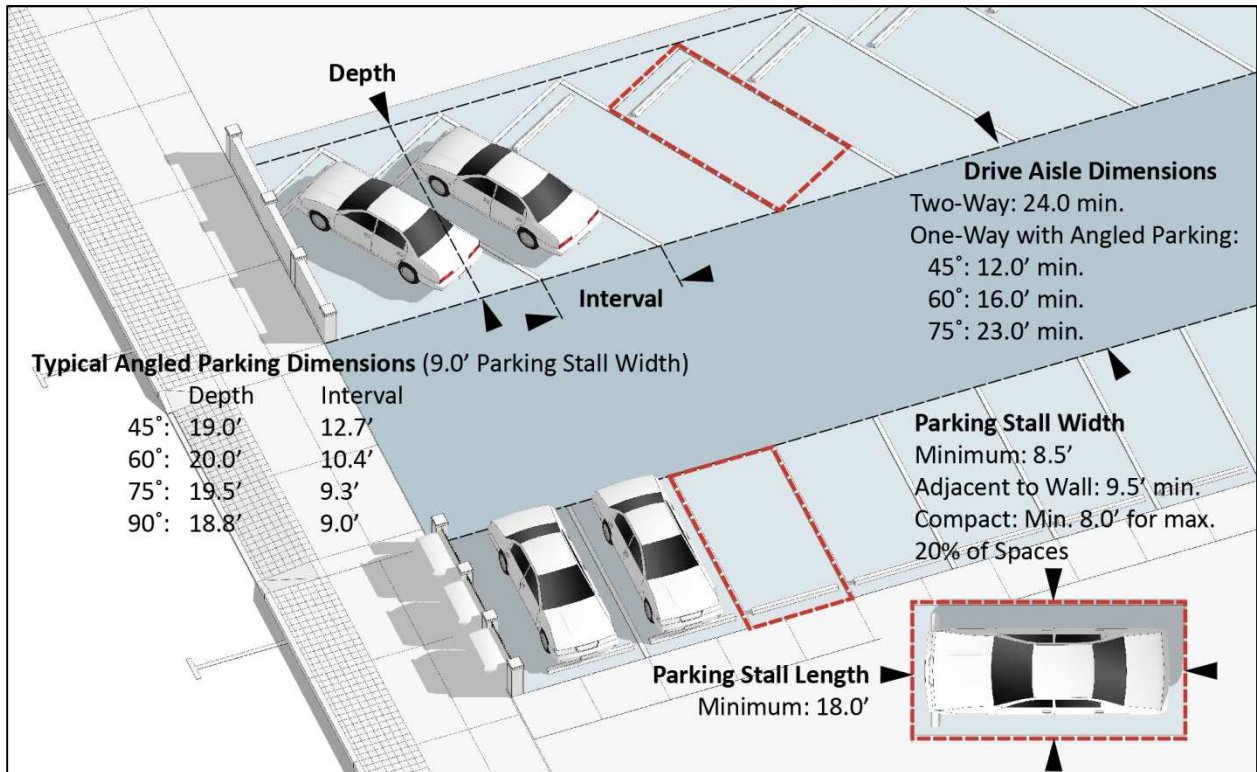 Depth
Interval
Drive Aisle Dimensions
Two-Way: 24.0 min.
One-Way with Angled Parking:
45˚: 12.0’ min.
60˚: 16.0’ min.
75˚: 23.0’ min.
Typical Angled Parking Dimensions (9.0’ Parking Stall Width)
Depth Interval
45˚: 19.0’ 12.7’
60˚: 20.0’ 10.4’
75˚: 19.5’ 9.3’
90˚: 18.8’ 9.0’
Parking Stall Width
Minimum: 8.5’
Adjacent to Wall: 9.5’ min.
Compact: Min. 8.0’ for max.
20% of Spaces
Parking Stall Length
Minimum: 18.0’